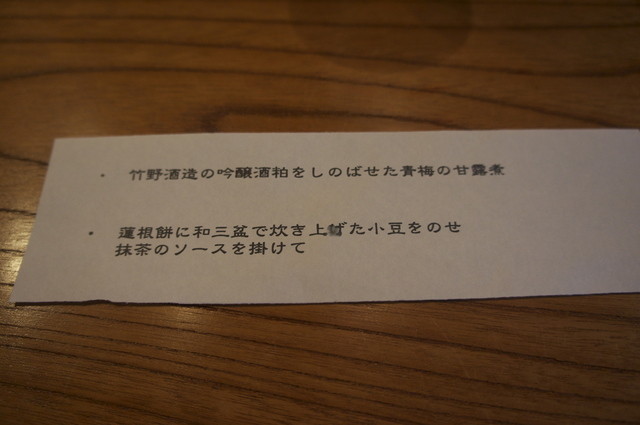 ・ 竹野酒造の吟醸酒粕をしのばせた青梅の甘露煮
・ 蓮根餅に和三盆で炊き上げた小豆をのせ
抹茶のソースを掛けて